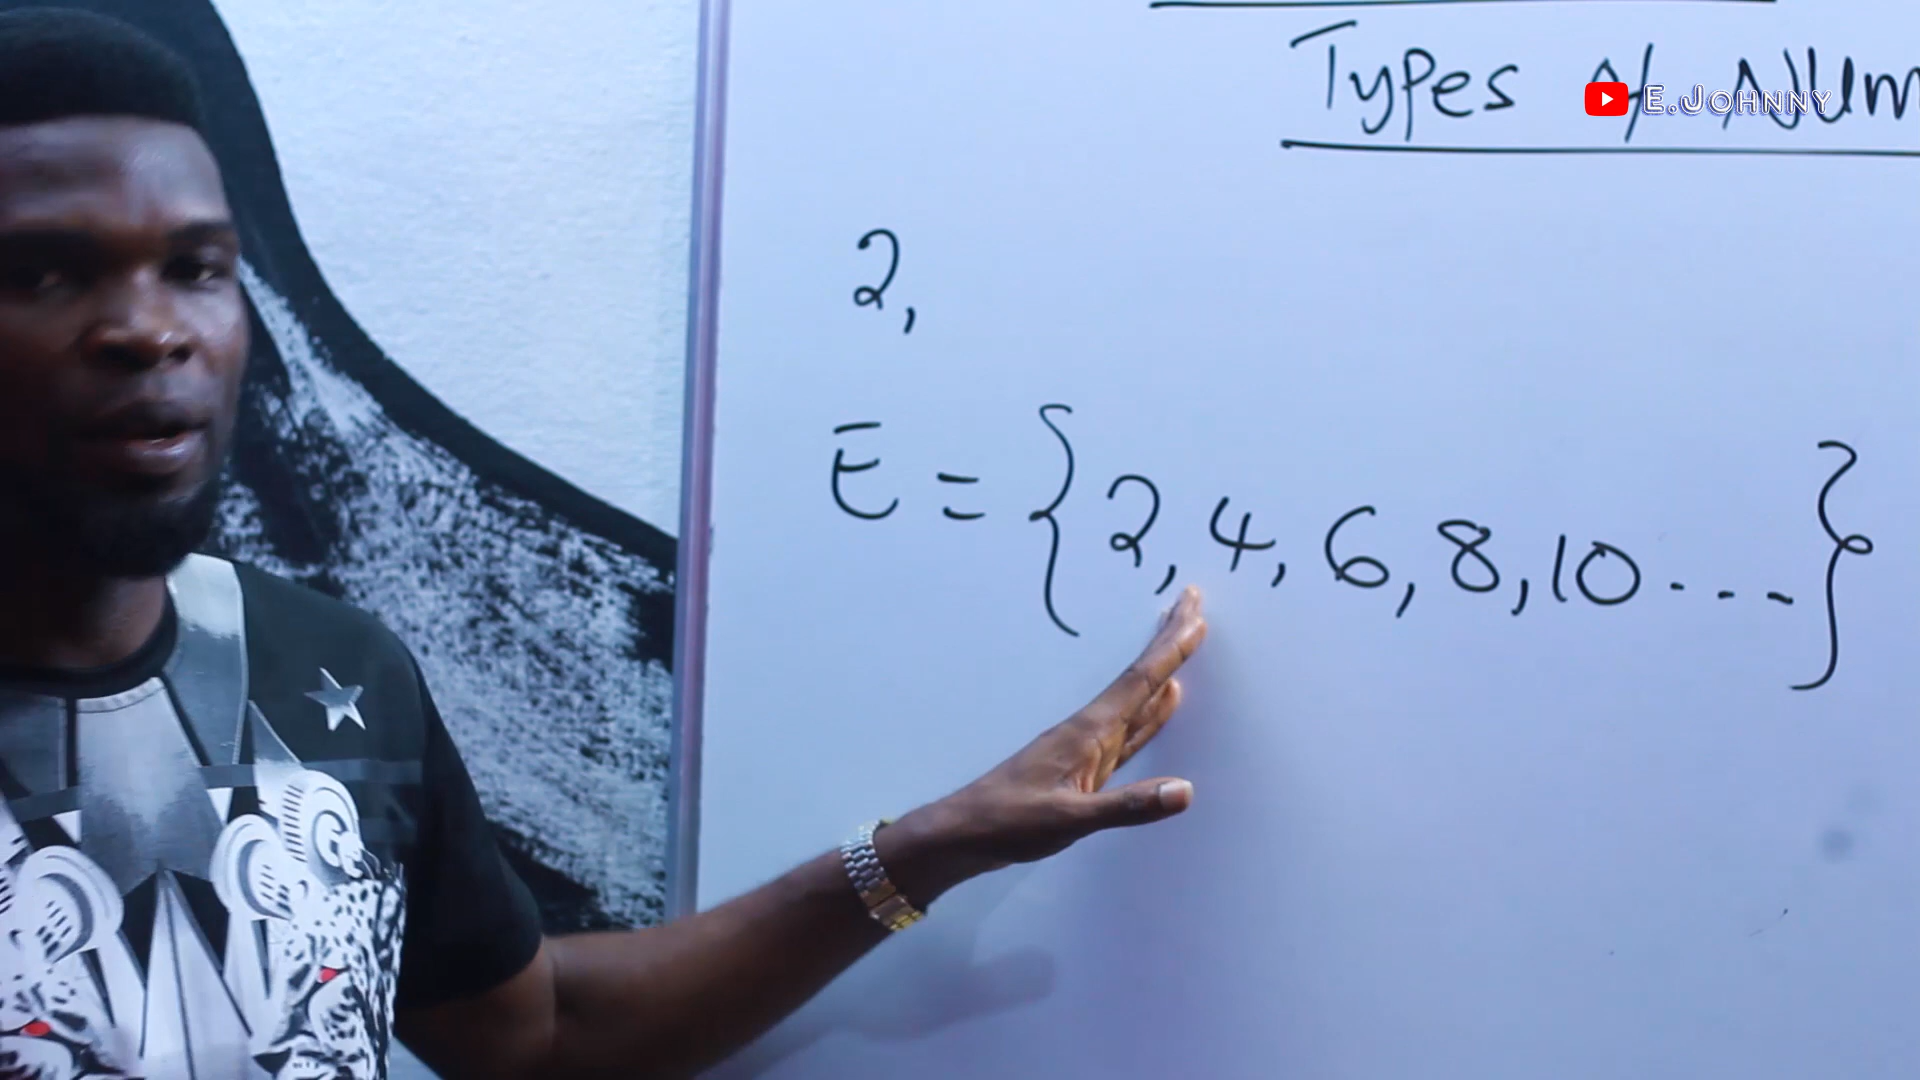 Types of Num
E.Johnny
2,
E = {2, 4, 6, 8, 10 . . . .}